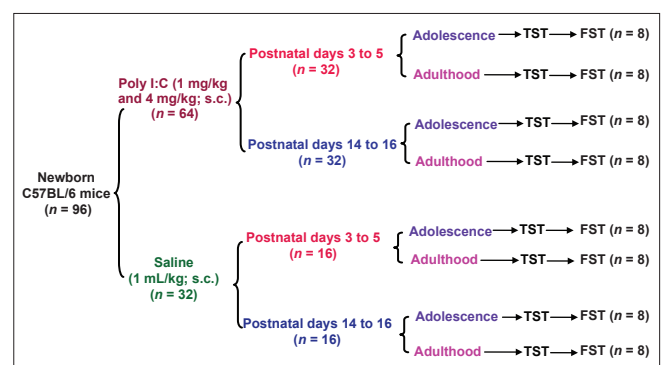 Newborn
C57BL/6 mice
(n = 96)
Poly I:C (1 mg/kg
and 4 mg/kg; s.c.)
(n = 64)
Postnatal days 3 to 5
(n = 32)
Adolescence TST FST (n = 8)
Adulthood TST FST (n = 8)
Postnatal days 14 to 16
(n = 32)
Adolescence TST FST (n = 8)
Adulthood TST FST (n = 8)
Saline
(1 mL/kg; s.c.)
(n = 32)
Postnatal days 3 to 5
(n = 16)
Adolescence TST FST (n = 8)
Adulthood TST FST (n = 8)
Postnatal days 14 to 16
(n = 16)
Adolescence TST FST (n = 8)
Adulthood TST FST (n = 8)